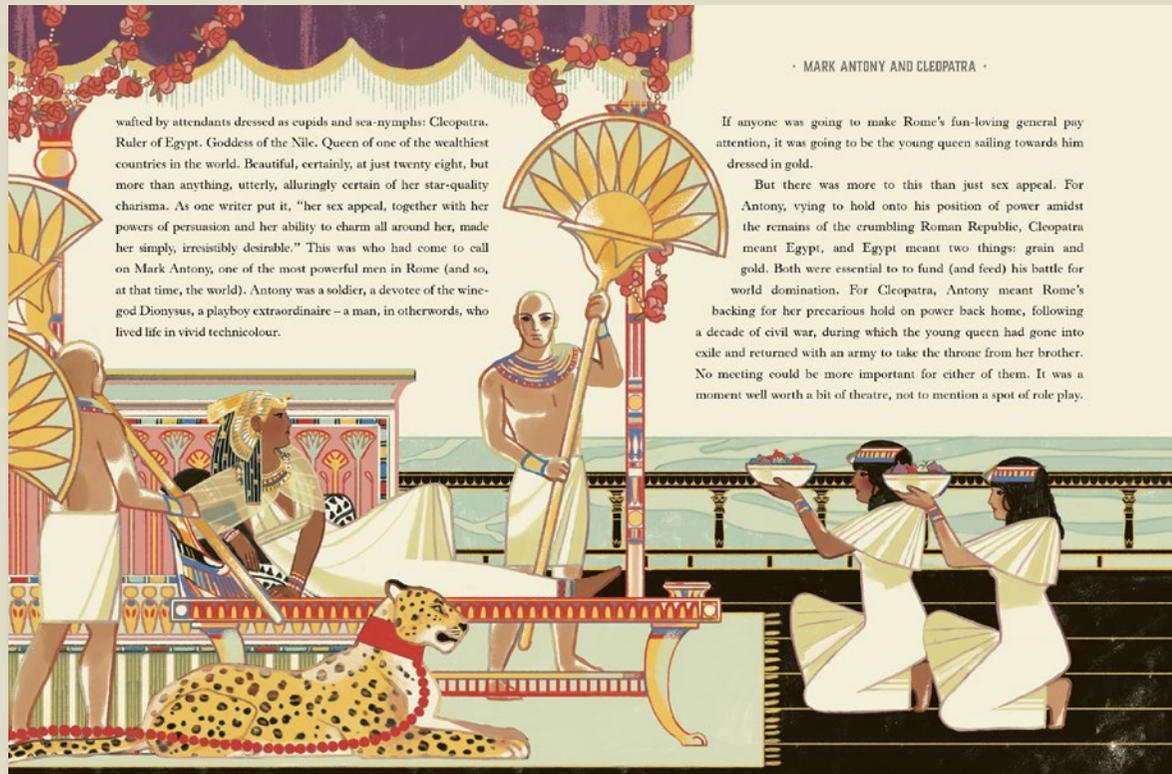 wafted by attendants dressed as cupids and sea-nymphs: Cleopatra.
Ruler of Egypt. Goddess of the Nile. Queen of one of the wealthiest
countries in the world. Beautiful, certainly, at just twenty eight, but
more than anything, utterly, alluringly certain of her star-quality
charisma. As one writer put it, “her sex appeal, together with her
powers of persuasion and her ability to charm all around her, made
her simply, irresistibly desirable.” This was who had come to call
on Mark Antony, one of the most powerful men in Rome (and so,
at that time, the world). Antony was a soldier, a devotee of the wine-
god Dionysus, a playboy extraordinaire – a man, in otherwords, who
lived life in vivid technicolour.
· MARK ANTONY AND CLEOPATRA ·
If anyone was going to make Rome’s fun-loving general pay
attention, it was going to be the young queen sailing towards him
dressed in gold.
But there was more to this than just sex appeal. For
Antony, vying to hold onto his position of power amidst
the remains of the crumbling Roman Republic, Cleopatra
meant Egypt, and Egypt meant two things: grain and
gold. Both were essential to to fund (and feed) his battle for
world domination. For Cleopatra, Antony meant Rome’s
backing for her precarious hold on power back home, following
a decade of civil war, during which the young queen had gone into
exile and returned with an army to take the throne from her brother.
No meeting could be more important for either of them. It was a
moment well worth a bit of theatre, not to mention a spot of role play.